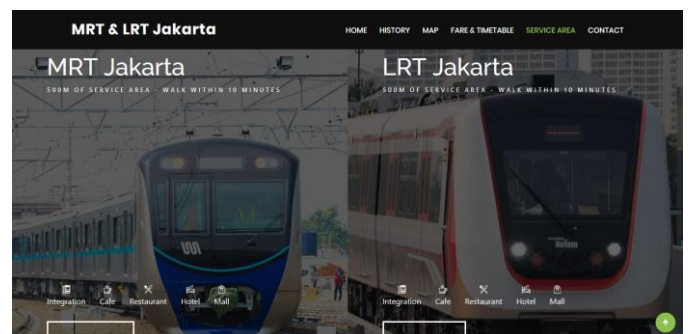 MRT & LRT Jakarta
HOME HISTORY MAP FARE & TIMETABLE SERVICE AREA CONTACT
MRT Jakarta
500M OF SERVICE AREA - WALK WITHIN 10 MINUTES
Integration Cafe Restaurant Hotel Mall
LRT Jakarta
500M OF SERVICE AREA - WALK WITHIN 10 MINUTES
Integration Cafe Restaurant Hotel Mall